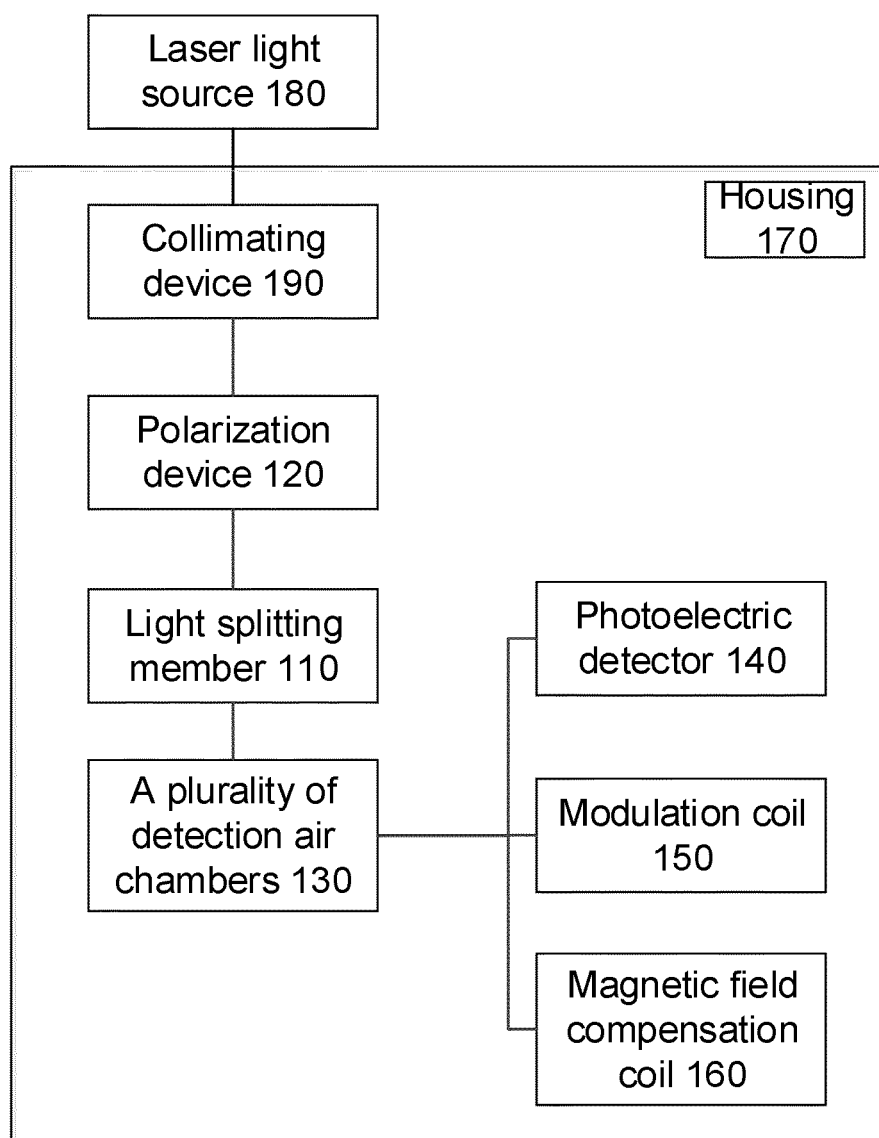 Laser light
source 180
Housing
170
Collimating
device 190
Polarization
device 120
Light splitting
member 110
Photoelectric
detector 140
A plurality of
detection air
chambers 130
Modulation coil
150
Magnetic field
compensation
coil 160